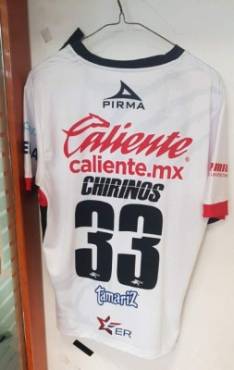 PIRMA
Caliente
caliente.mx
CHIRINOS
33
tamariz
ER